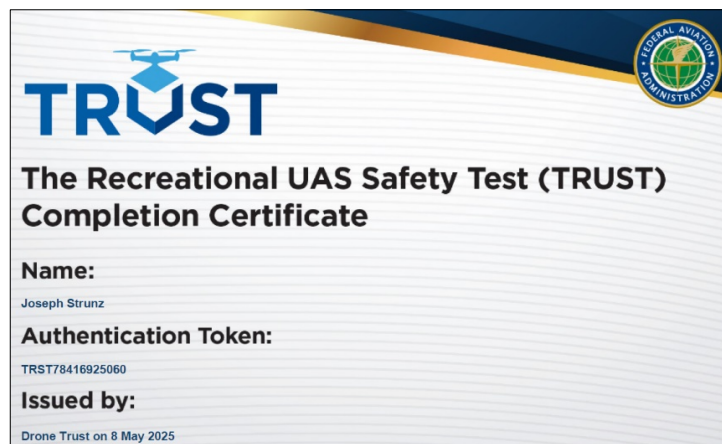 TRUST
FEDERAL AVIATION ADMINISTRATION
The Recreational UAS Safety Test (TRUST)
Completion Certificate
Name:
Joseph Strunz
Authentication Token:
TRST78416925060
Issued by:
Drone Trust on 8 May 2025